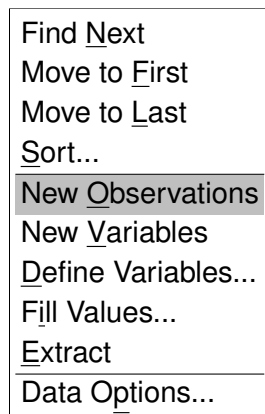 Find Next
Move to First
Move to Last
Sort...
New Observations
New Variables
Define Variables...
Fill Values...
Extract
Data Options...